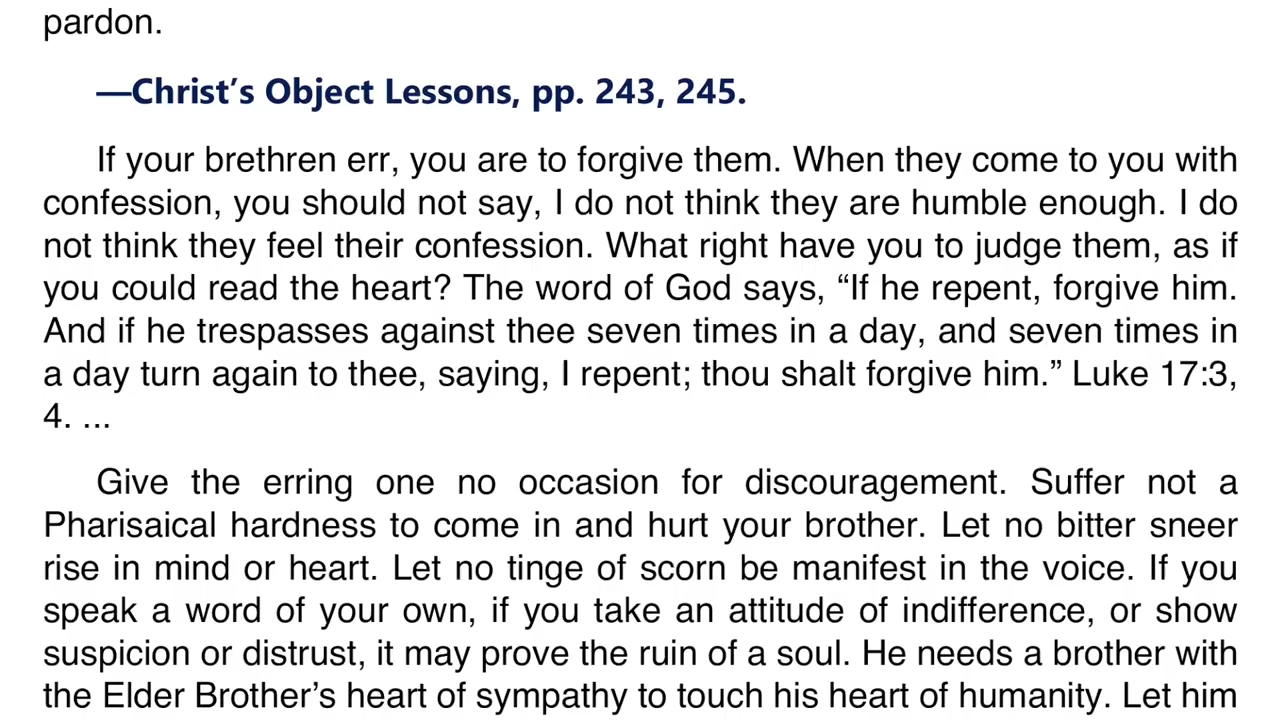 pardon.
—Christ’s Object Lessons, pp. 243, 245.
If your brethren err, you are to forgive them. When they come to you with
confession, you should not say, I do not think they are humble enough. I do
not think they feel their confession. What right have you to judge them, as if
you could read the heart? The word of God says, “If he repent, forgive him.
And if he trespasses against thee seven times in a day, and seven times in
a day turn again to thee, saying, I repent; thou shalt forgive him.” Luke 17:3,
4. ...
Give the erring one no occasion for discouragement. Suffer not a
Pharisaical hardness to come in and hurt your brother. Let no bitter sneer
rise in mind or heart. Let no tinge of scorn be manifest in the voice. If you
speak a word of your own, if you take an attitude of indifference, or show
suspicion or distrust, it may prove the ruin of a soul. He needs a brother with
the Elder Brother’s heart of sympathy to touch his heart of humanity. Let him